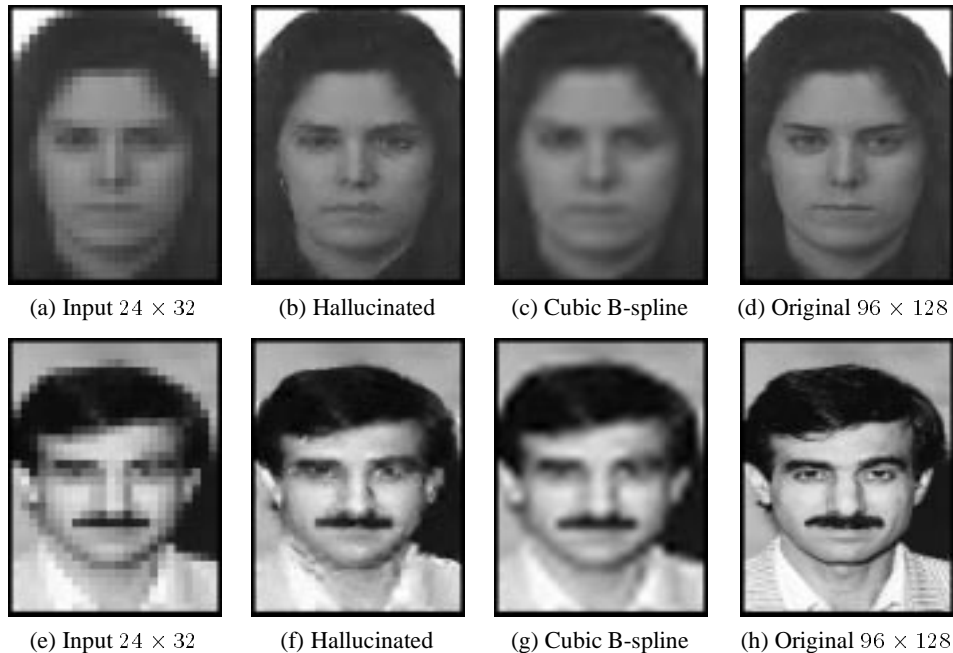 (a) Input 24 × 32 (b) Hallucinated (c) Cubic B-spline (d) Original 96 × 128
(e) Input 24 × 32 (f) Hallucinated (g) Cubic B-spline (h) Original 96 × 128